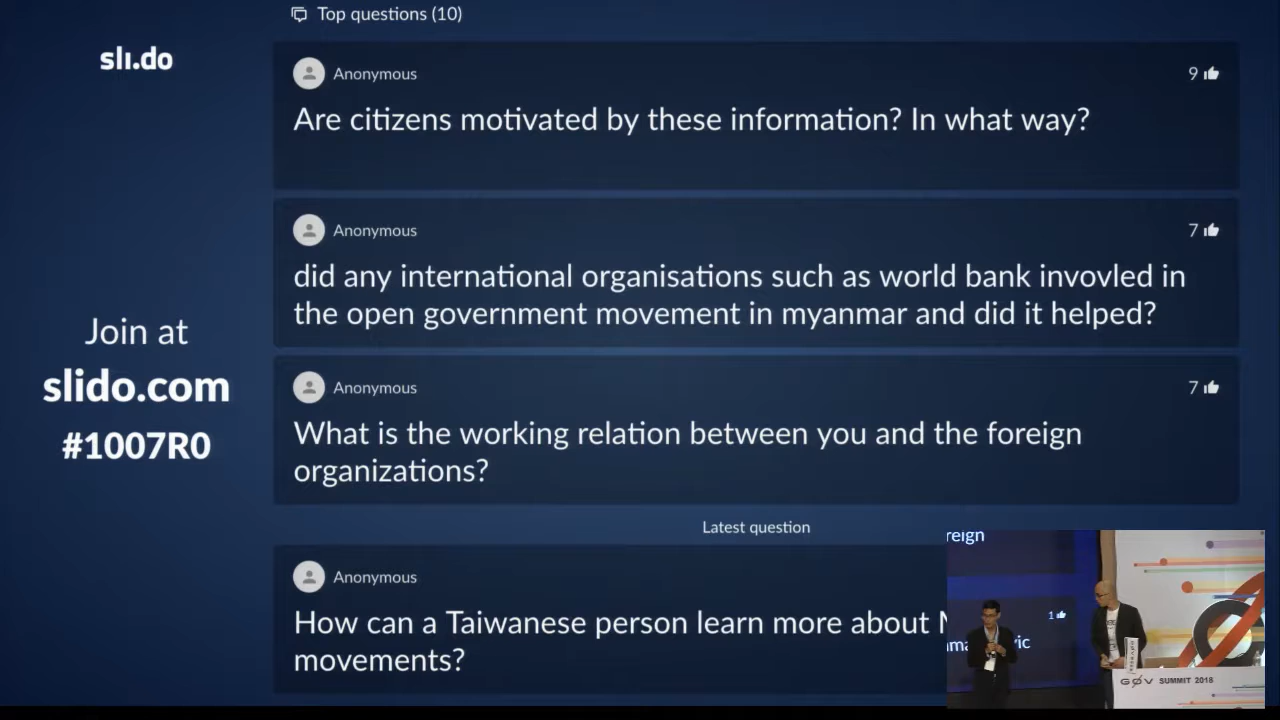 Top questions (10)
sli.do
Anonymous
9
Are citizens motivated by these information? In what way?
Anonymous
7
did any international organisations such as world bank invovled in
the open government movement in myanmar and did it helped?
Join at
slido.com
#1007R0
Anonymous
7
What is the working relation between you and the foreign
organizations?
Latest question
Anonymous
How can a Taiwanese person learn more about
movements?
reign
1
GØV SUMMIT 2018